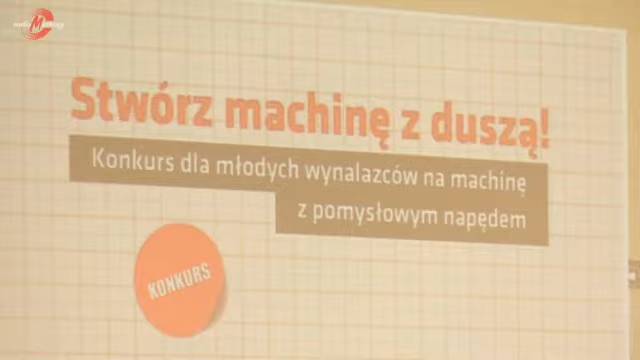 Stwórz machinę z duszą!
Konkurs dla młodych wynalazców na machinę
z pomysłowym napędem
KONKURS